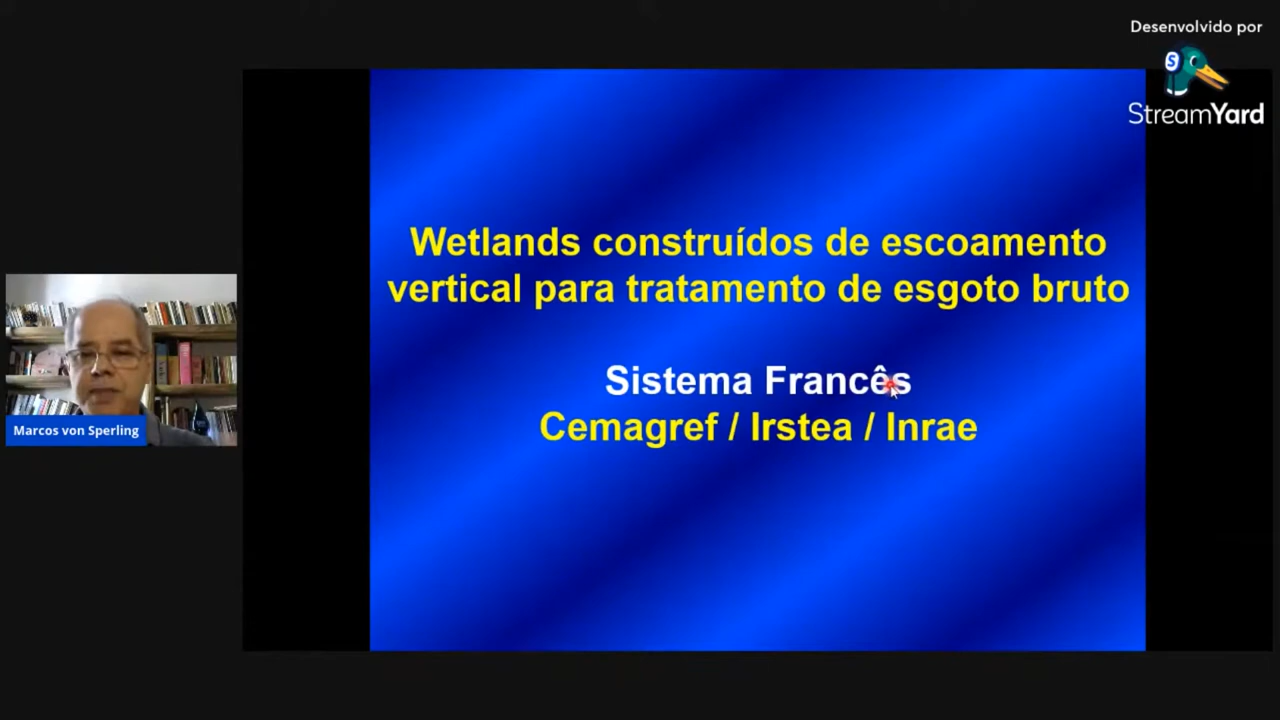 Desenvolvido por
S
StreamYard
Wetlands construídos de escoamento
vertical para tratamento de esgoto bruto
Sistema Francês
Cemagref / Irstea / Inrae
Marcos von Sperling